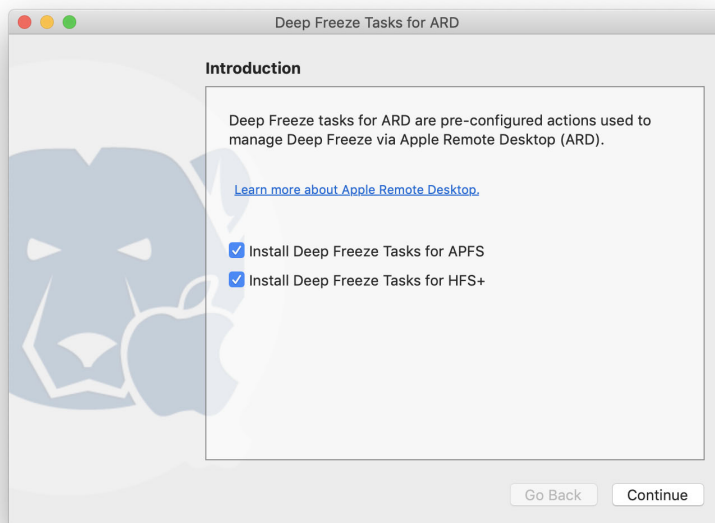 Deep Freeze Tasks for ARD
Introduction
Deep Freeze tasks for ARD are pre-configured actions used to
manage Deep Freeze via Apple Remote Desktop (ARD).
Learn more about Apple Remote Desktop.
Install Deep Freeze Tasks for APFS
Install Deep Freeze Tasks for HFS+
Go Back
Continue